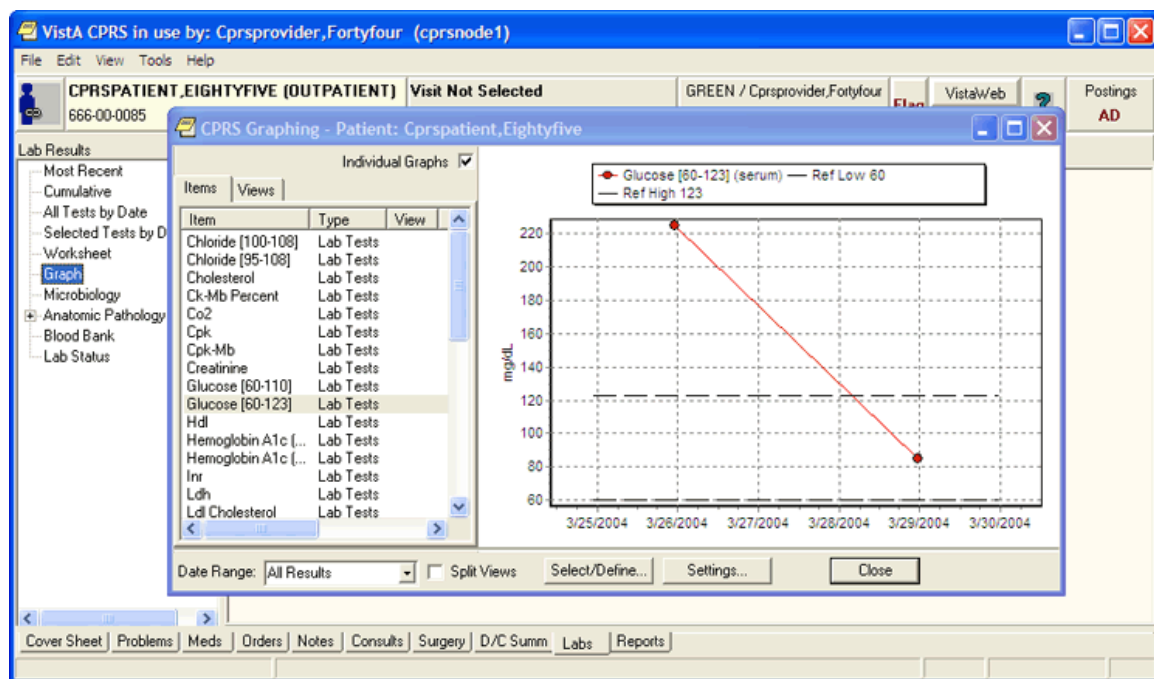 VistA CPRS in use by: Cprsprovider,Fortyfour (cprsnode1)
File Edit View Tools Help
CPRSPATIENT,EIGHTYFIVE (OUTPATIENT) Visit Not Selected GREEN / Cprsprovider,Fortyfour Flag VistaWeb ? Postings
666-00-0085 AD
CPRS Graphing - Patient: Cprspatient,Eightyfive
Lab Results
Most Recent
Cumulative
All Tests by Date
Selected Tests by D
Worksheet
Graph
Microbiology
Anatomic Pathology
Blood Bank
Lab Status
Individual Graphs
Items Views
Item Type View
Chloride [100-108] Lab Tests
Chloride [95-108] Lab Tests
Cholesterol Lab Tests
Ck-Mb Percent Lab Tests
Co2 Lab Tests
Cpk Lab Tests
Cpk-Mb Lab Tests
Creatinine Lab Tests
Glucose [60-110] Lab Tests
Glucose [60-123] Lab Tests
Hdl Lab Tests
Hemoglobin A1c (... Lab Tests
Hemoglobin A1c (... Lab Tests
Inr Lab Tests
Ldh Lab Tests
Ldl Cholesterol Lab Tests
Glucose [60-123] (serum) Ref Low 60
Ref High 123
220
200
180
160
140
120
100
80
60
mg/dL
3/25/2004 3/26/2004 3/27/2004 3/28/2004 3/29/2004 3/30/2004
Date Range: All Results Split Views Select/Define... Settings... Close
Cover Sheet Problems Meds Orders Notes Consults Surgery D/C Summ Labs Reports